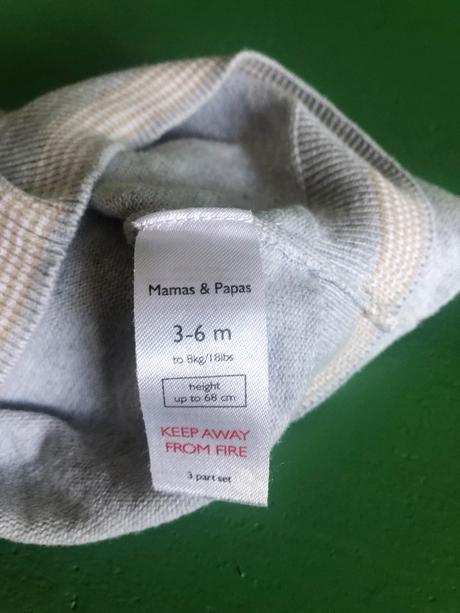 Mamas & Papas
3-6 m
to 8kg/18lbs
height
up to 68 cm
KEEP AWAY
FROM FIRE
3 part set